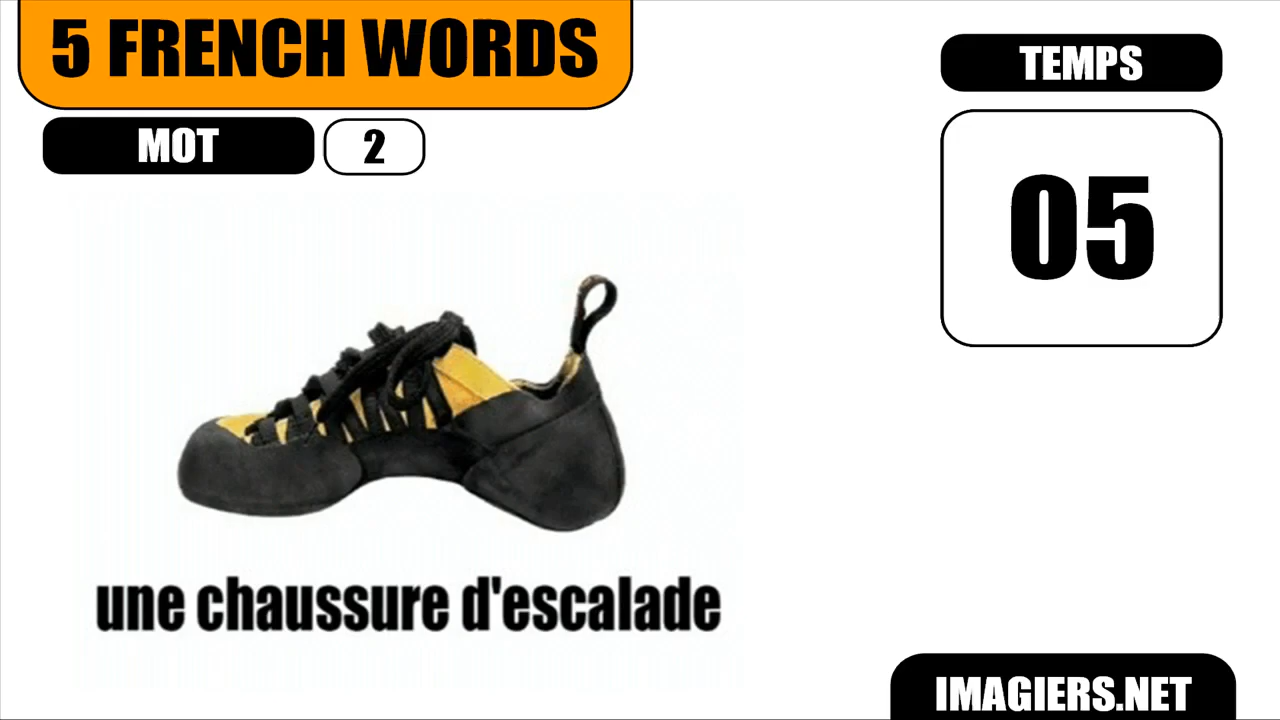 5 FRENCH WORDS
TEMPS
MOT
2
05
une chaussure d'escalade
IMAGIERS.NET